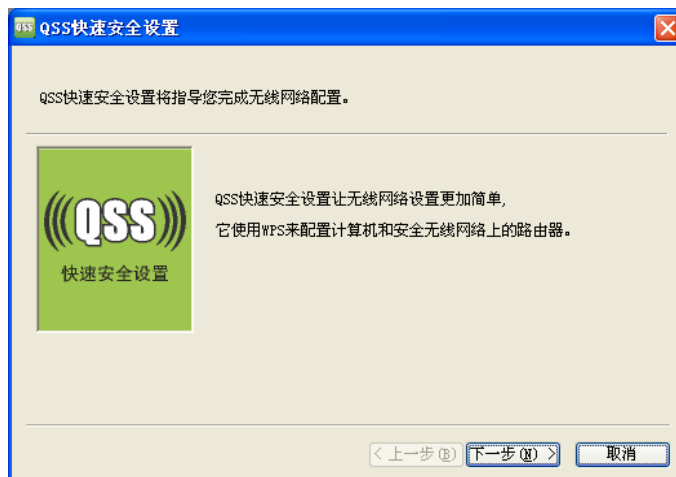 QSS QSS快速安全设置
QSS快速安全设置将指导您完成无线网络配置。
(((QSS)))
快速安全设置
QSS快速安全设置让无线网络设置更加简单,
它使用WPS来配置计算机和安全无线网络上的路由器。
< 上一步(B) 下一步(N) > 取消